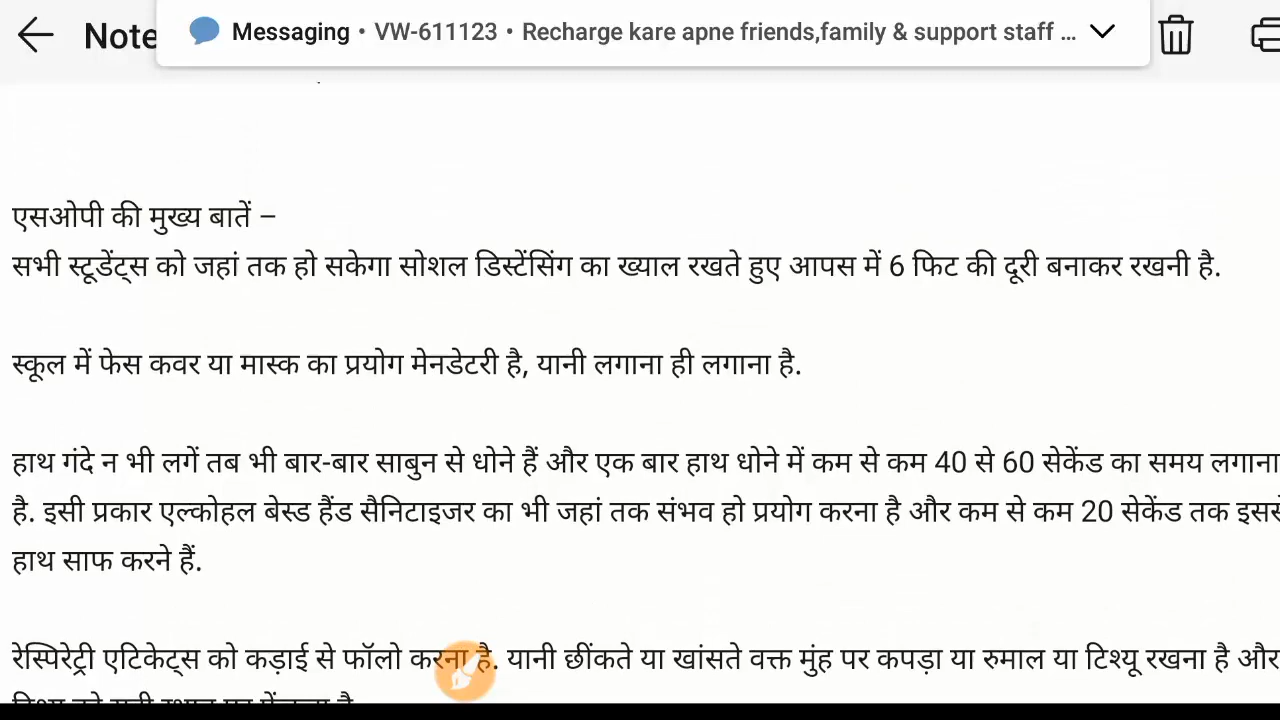 Note
Messaging • VW-611123 • Recharge kare apne friends,family & support staff ...
एसओपी की मुख्य बातें –
सभी स्टूडेंट्स को जहां तक हो सकेगा सोशल डिस्टेंसिंग का ख्याल रखते हुए आपस में 6 फिट की दूरी बनाकर रखनी है.
स्कूल में फेस कवर या मास्क का प्रयोग मेनडेटरी है, यानी लगाना ही लगाना है.
हाथ गंदे न भी लगें तब भी बार-बार साबुन से धोने हैं और एक बार हाथ धोने में कम से कम 40 से 60 सेकेंड का समय लगाना
है. इसी प्रकार एल्कोहल बेस्ड हैंड सैनिटाइजर का भी जहां तक संभव हो प्रयोग करना है और कम से कम 20 सेकेंड तक
हाथ साफ करने हैं.
रेस्पिरेट्री एटिकेट्स को कड़ाई से फॉलो करना है. यानी छींकते या खांसते वक्त मुंह पर कपड़ा या रुमाल या टिश्यू रखना है और